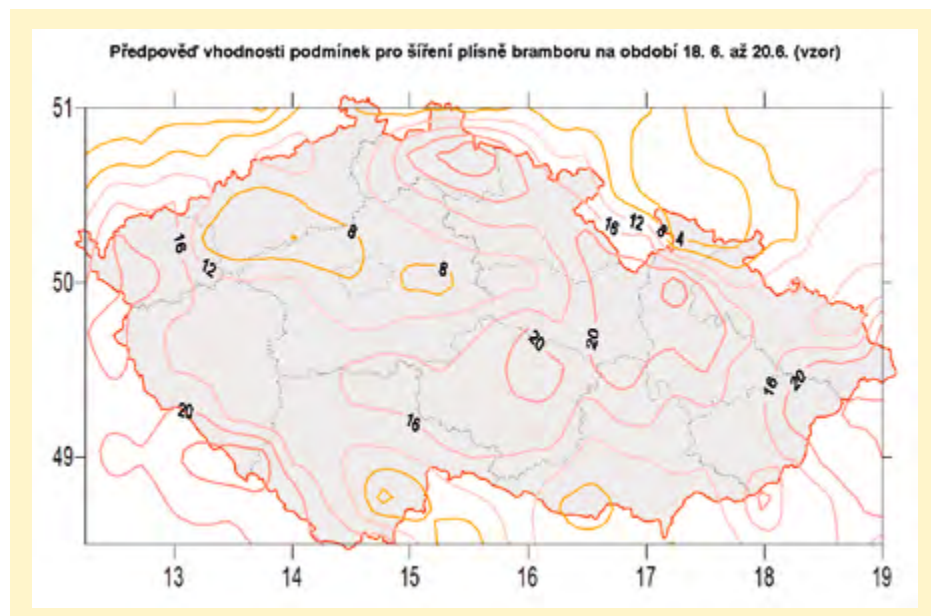 Předpověď vhodnosti podmínek pro šíření plísně bramboru na období 18. 6. až 20.6. (vzor)
51
16 12 8 4
16 12 8 8
50
20 20
16 20
20 16
49
13 14 15 16 17 18 19